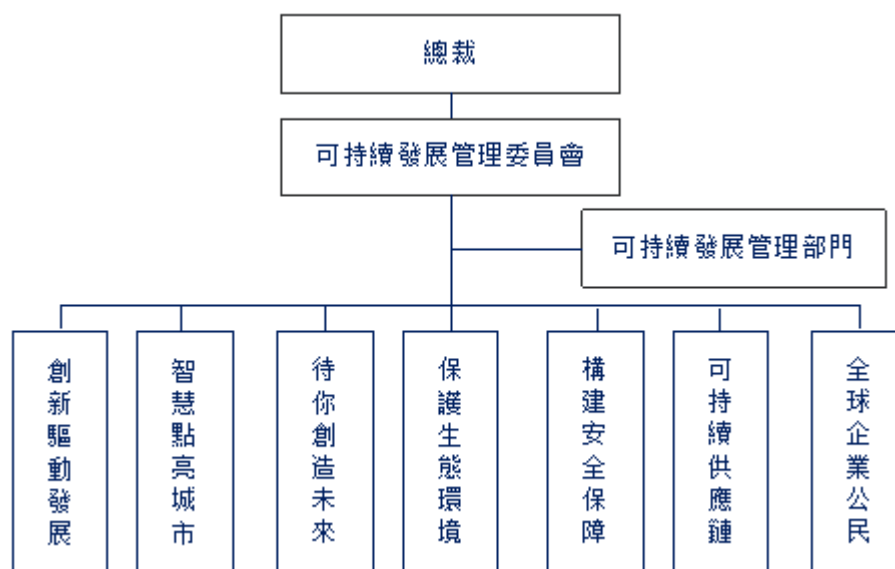 總裁
可持續發展管理委員會
可持續發展管理部門
創新驅動發展
智慧點亮城市
待你創造未來
保護生態環境
構建安全保障
可持續供應鏈
全球企業公民